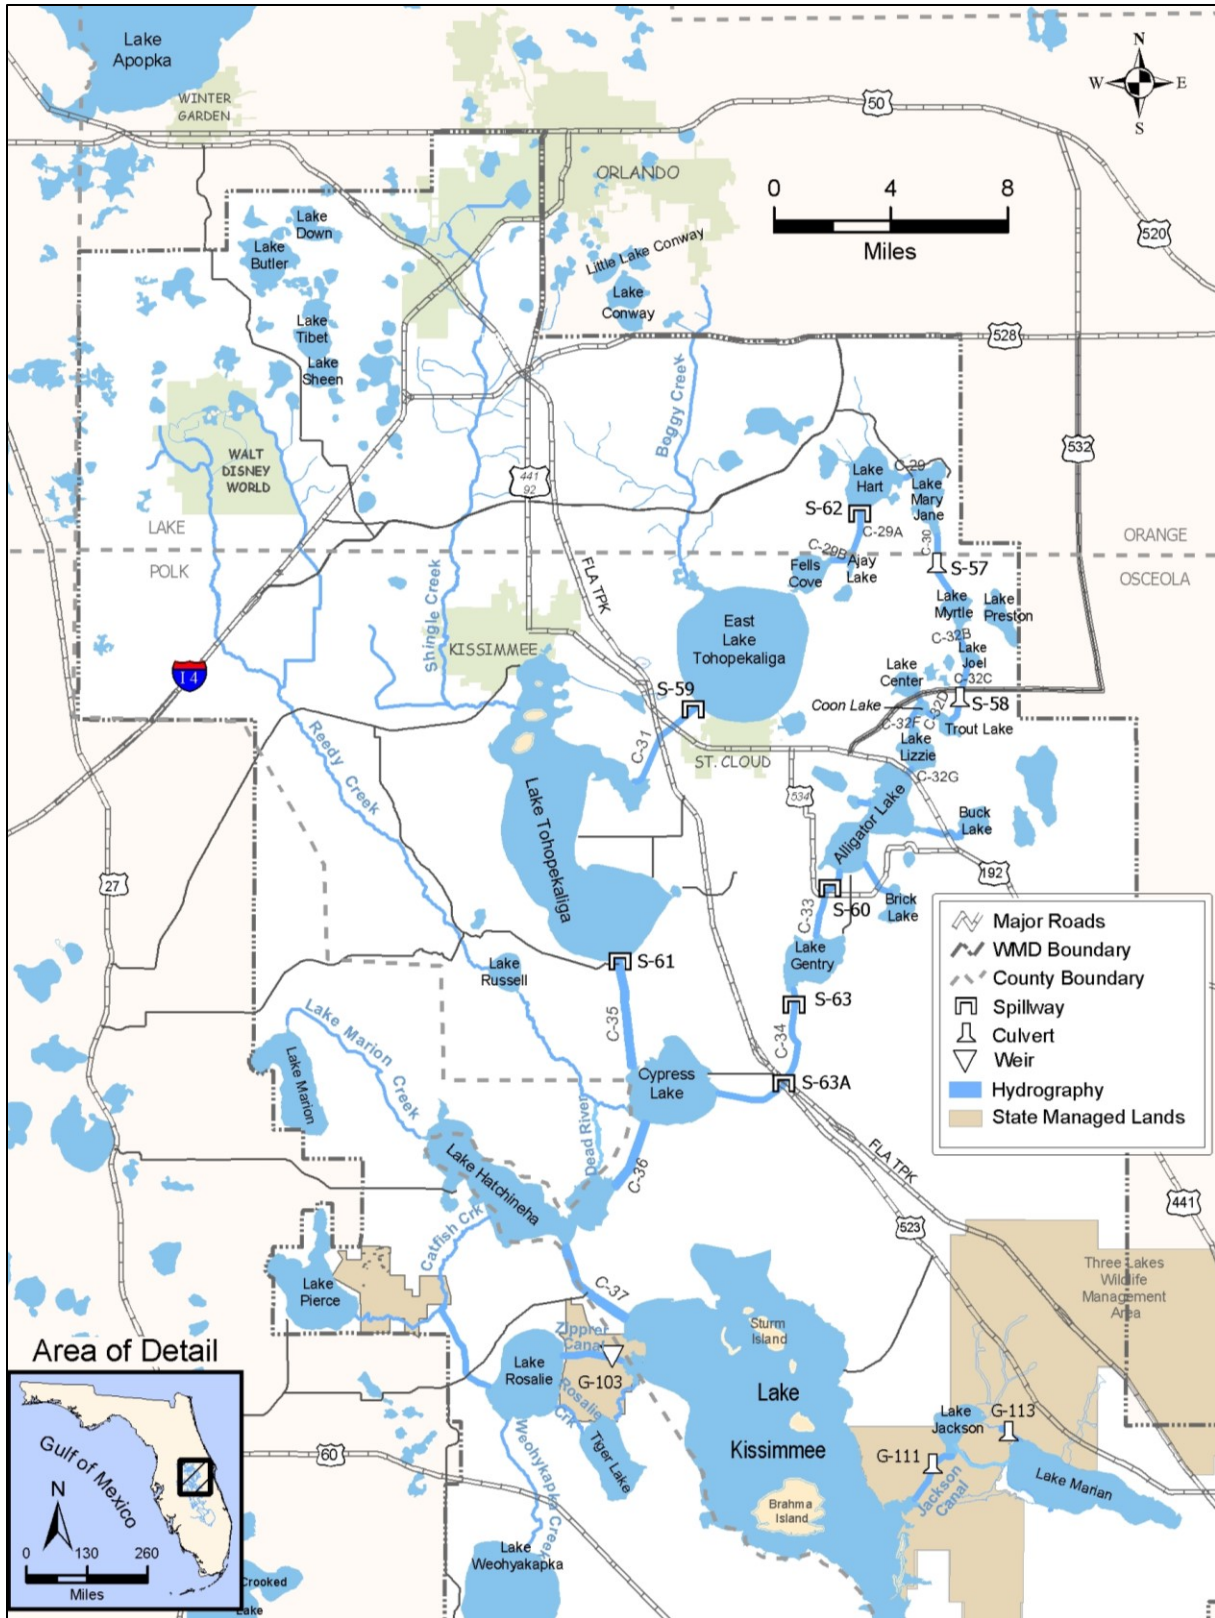 Lake
Apopka
WINTER
GARDEN
N
W
E
S
50
ORLANDO
0 4 8
Miles
520
Lake
Down
Lake
Butler
Little Lake Conway
Lake
Conway
Lake
Tibet
Lake
Sheen
528
Boggy Creek
WALT
DISNEY
WORLD
441
92
532
C-29
Lake
Hart
Lake
Mary
Jane
S-62
C-29A
C-30
LAKE
ORANGE
POLK
OSCEOLA
C-29B
Ajay
Lake
Fells
Cove
S-57
FLA TPK
Shingle Creek
Lake
Myrtle
Lake
Preston
East
Lake
Tohopekaliga
KISSIMMEE
C-32B
Lake
Joel
C-32C
Lake
Center
I 4
S-59
Coon Lake
C-32D
S-58
C-32F
Trout Lake
Lake
Lizzie
C-31
ST. CLOUD
C-32G
Reedy Creek
534
Lake Tohopekaliga
Alligator Lake
Buck
Lake
192
27
S-60
Brick
Lake
C-33
Lake
Gentry
Major Roads
WMD Boundary
County Boundary
Spillway
Culvert
Weir
Hydrography
State Managed Lands
S-61
Lake
Russell
S-63
C-35
C-34
Lake Marion Creek
Lake Marion
Cypress
Lake
S-63A
Dead River
C-36
FLA TPK
Lake Hatchineha
Catfish Crk
441
523
Lake
Pierce
C-37
Three Lakes
Wildlife
Management
Area
Sturm
Island
Zipprer
Canal
Lake
Rosalie
G-103
Rosalie
Crk
Lake
Kissimmee
Tiger Lake
Weohyakapka Creek
60
Lake
Jackson
G-113
G-111
Jackson
Canal
Lake Marian
Brahma
Island
Lake
Weohyakapka
Area of Detail
Gulf of Mexico
N
0 130 260
Miles
Crooked
Lake